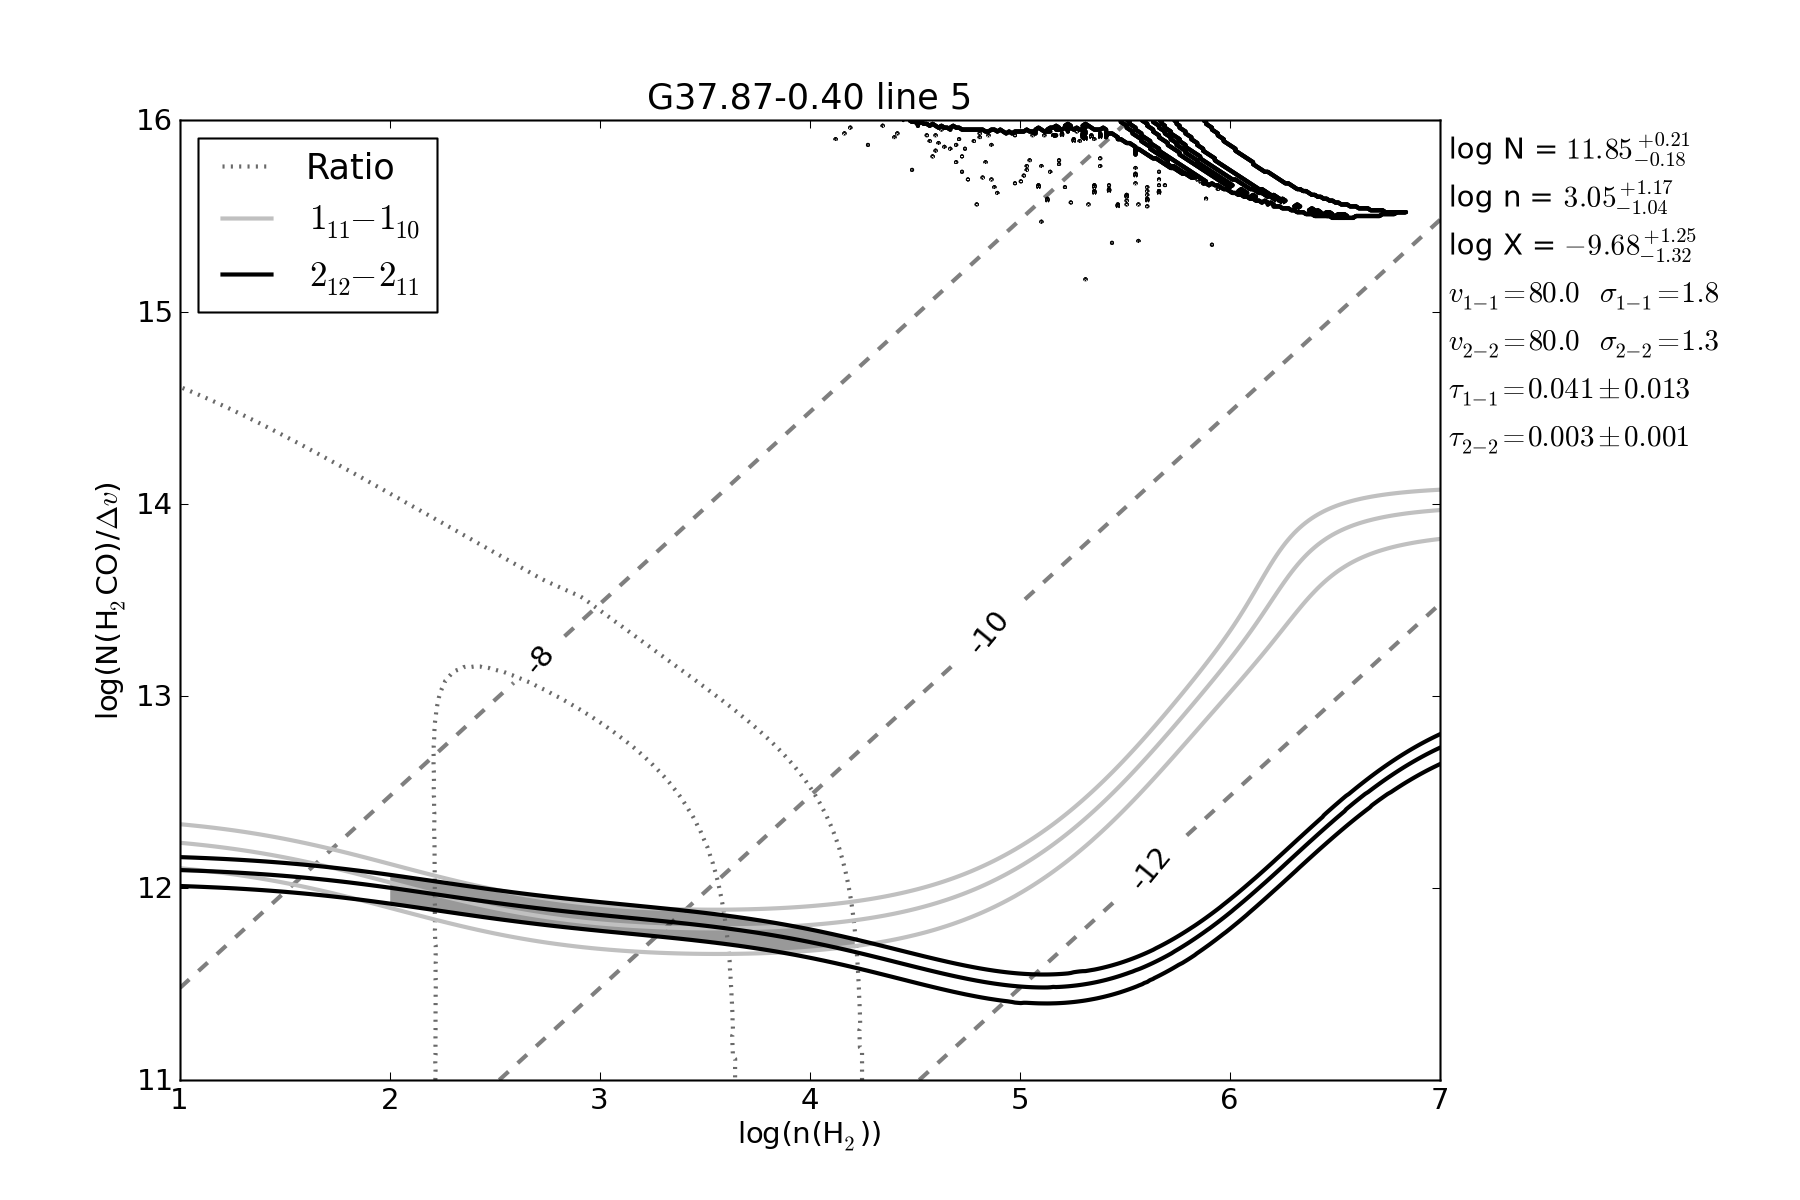 G37.87-0.40 line 5
16
15
14
13
12
11
1
2
3
4
5
6
7
log(N(H₂CO)/Δv)
log(n(H₂))
Ratio
1₁₁−1₁₀
2₁₂−2₁₁
-8
-10
-12
log N = 11.85 +0.21 −0.18
log n = 3.05 +1.17 −1.04
log X = −9.68 +1.25 −1.32
v₁₋₁=80.0 σ₁₋₁=1.8
v₂₋₂=80.0 σ₂₋₂=1.3
τ₁₋₁=0.041±0.013
τ₂₋₂=0.003±0.001